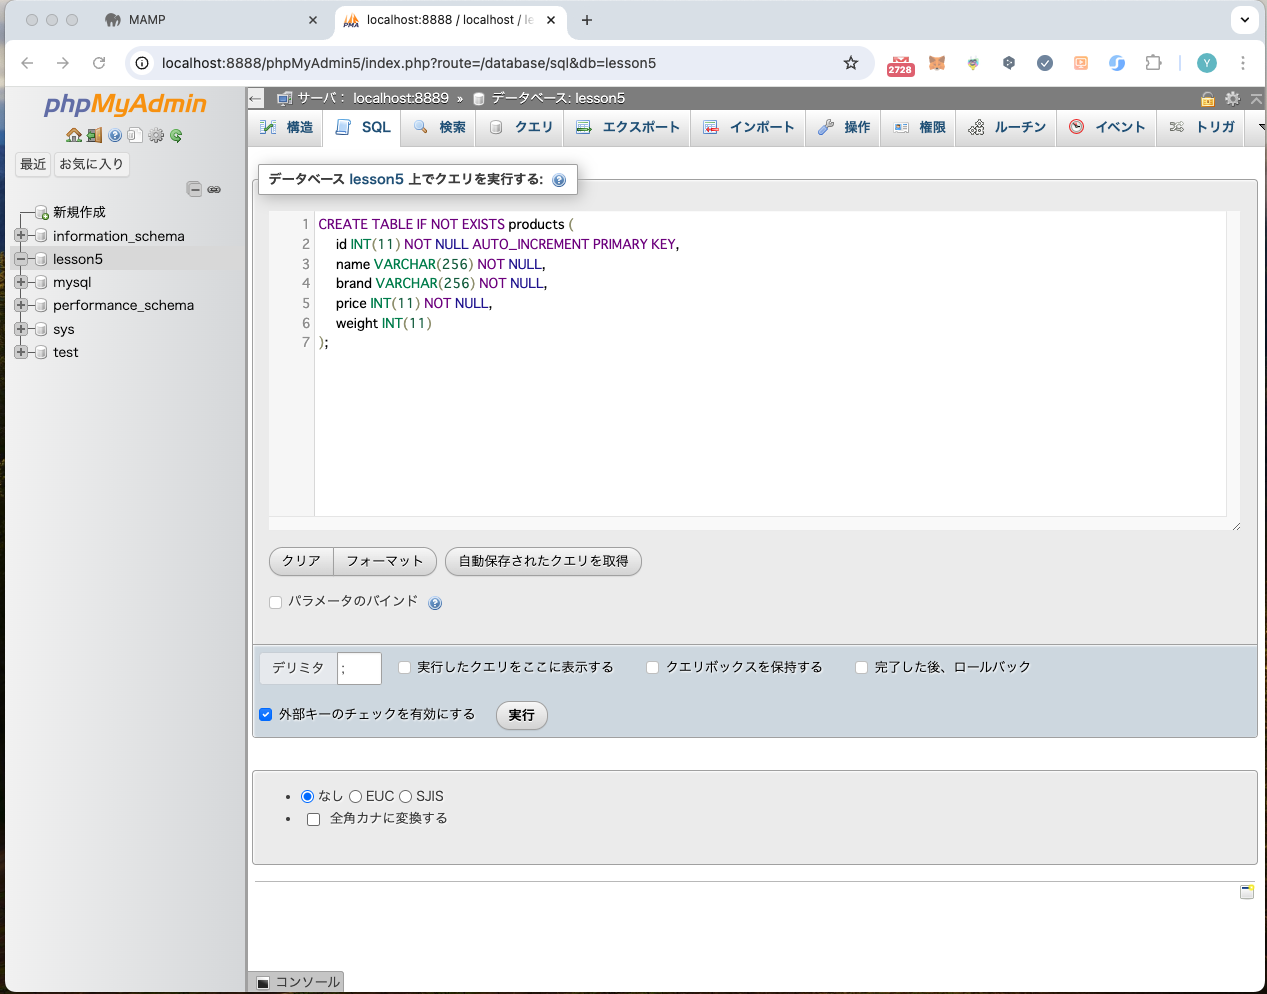 MAMP
localhost:8888 / localhost / le
localhost:8888/phpMyAdmin5/index.php?route=/database/sql&db=lesson5
2728
Y
phpMyAdmin
サーバ： localhost:8889 » データベース: lesson5
構造 SQL 検索 クエリ エクスポート インポート 操作 権限 ルーチン イベント トリガ
最近 お気に入り
新規作成
information_schema
lesson5
mysql
performance_schema
sys
test
データベース lesson5 上でクエリを実行する:
1 CREATE TABLE IF NOT EXISTS products (
2 id INT(11) NOT NULL AUTO_INCREMENT PRIMARY KEY,
3 name VARCHAR(256) NOT NULL,
4 brand VARCHAR(256) NOT NULL,
5 price INT(11) NOT NULL,
6 weight INT(11)
7 );
クリア フォーマット 自動保存されたクエリを取得
パラメータのバインド
デリミタ ; 実行したクエリをここに表示する クエリボックスを保持する 完了した後、ロールバック
外部キーのチェックを有効にする 実行
なし EUC SJIS
全角カナに変換する
コンソール